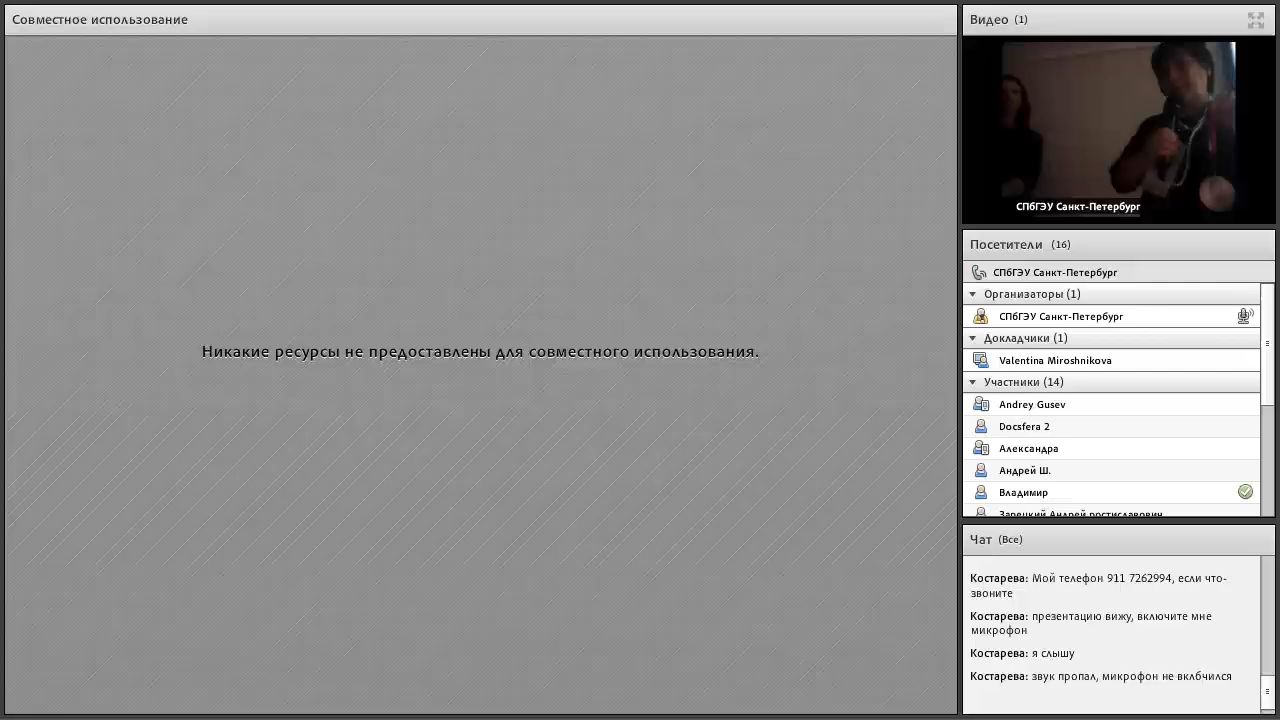 Совместное использование
Никакие ресурсы не предоставлены для совместного использования.
Видео (1)
СПбГЭУ Санкт-Петербург
Посетители (16)
СПбГЭУ Санкт-Петербург
Организаторы (1)
СПбГЭУ Санкт-Петербург
Докладчики (1)
Valentina Miroshnikova
Участники (14)
Andrey Gusev
Docsfera 2
Александра
Андрей Ш.
Владимир
Зарецкий Андрей ростиславович
Чат (Все)
Костарева: Мой телефон 911 7262994, если что-
звоните
Костарева: презентацию вижу, включите мне
микрофон
Костарева: я слышу
Костарева: звук пропал, микрофон не вклбчился